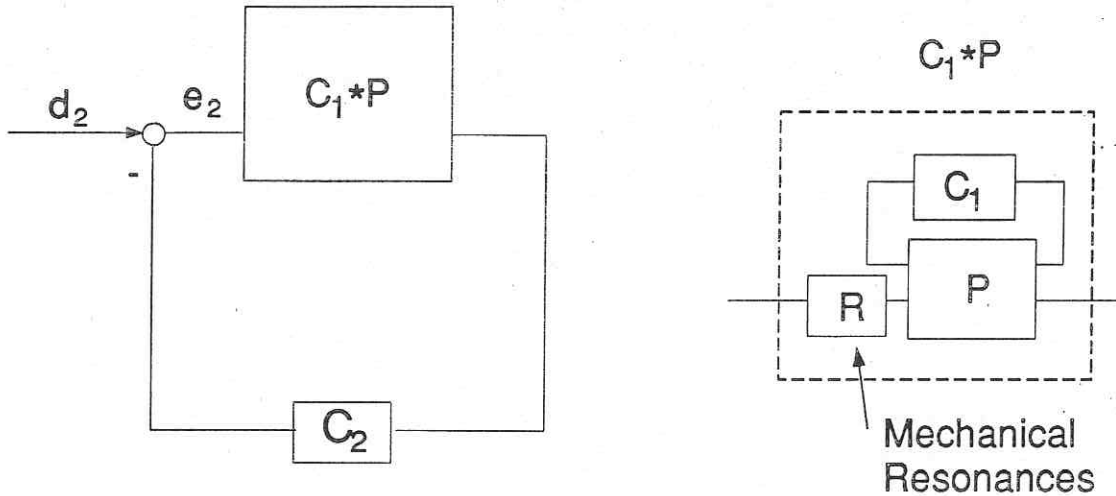 C₁*P
d₂
e₂
-
C₂
C₁*P
C₁
P
R
Mechanical
Resonances